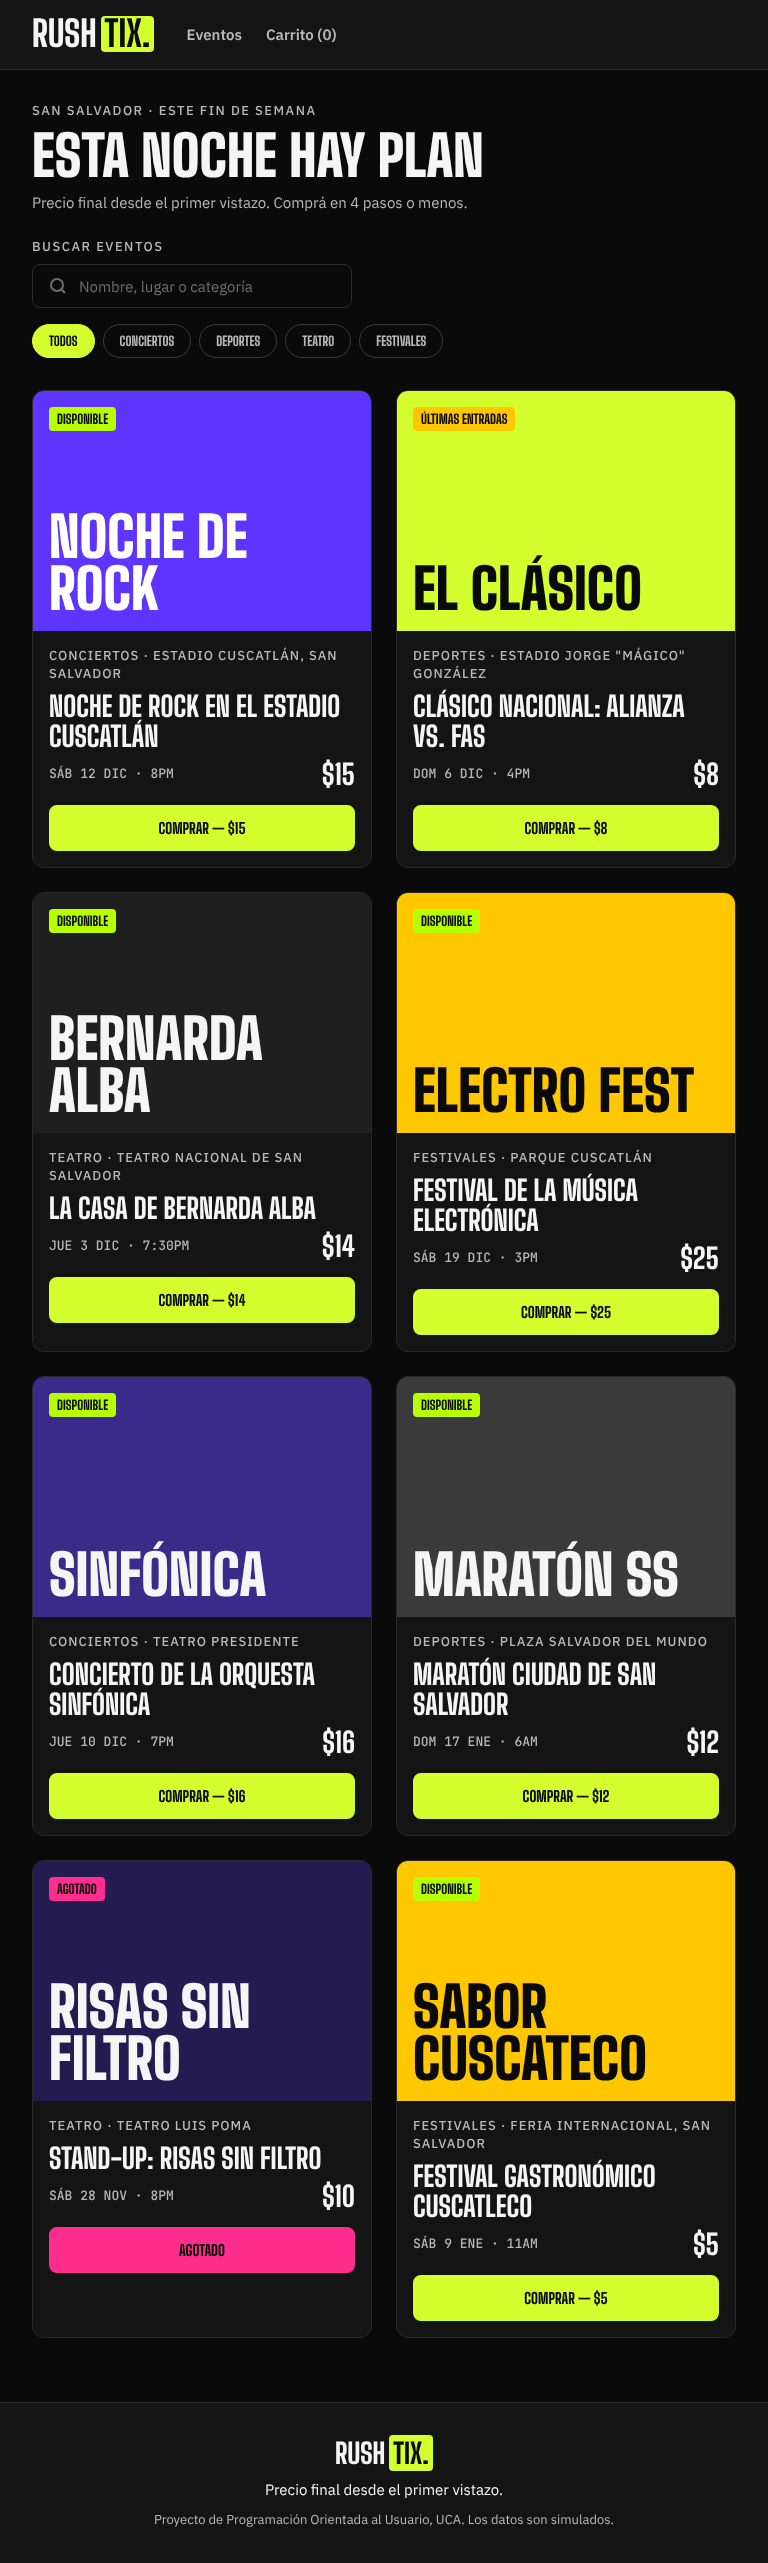 RUSH TIX.
Eventos
Carrito (0)
SAN SALVADOR · ESTE FIN DE SEMANA
ESTA NOCHE HAY PLAN
Precio final desde el primer vistazo. Comprá en 4 pasos o menos.
BUSCAR EVENTOS
Nombre, lugar o categoría
TODOS
CONCIERTOS
DEPORTES
TEATRO
FESTIVALES
DISPONIBLE
NOCHE DE
ROCK
CONCIERTOS · ESTADIO CUSCATLÁN, SAN
SALVADOR
NOCHE DE ROCK EN EL ESTADIO
CUSCATLÁN
SÁB 12 DIC · 8PM
$15
COMPRAR — $15
ÚLTIMAS ENTRADAS
EL CLÁSICO
DEPORTES · ESTADIO JORGE "MÁGICO"
GONZÁLEZ
CLÁSICO NACIONAL: ALIANZA
VS. FAS
DOM 6 DIC · 4PM
$8
COMPRAR — $8
DISPONIBLE
BERNARDA
ALBA
TEATRO · TEATRO NACIONAL DE SAN
SALVADOR
LA CASA DE BERNARDA ALBA
JUE 3 DIC · 7:30PM
$14
COMPRAR — $14
DISPONIBLE
ELECTRO FEST
FESTIVALES · PARQUE CUSCATLÁN
FESTIVAL DE LA MÚSICA
ELECTRÓNICA
SÁB 19 DIC · 3PM
$25
COMPRAR — $25
DISPONIBLE
SINFÓNICA
CONCIERTOS · TEATRO PRESIDENTE
CONCIERTO DE LA ORQUESTA
SINFÓNICA
JUE 10 DIC · 7PM
$16
COMPRAR — $16
DISPONIBLE
MARATÓN SS
DEPORTES · PLAZA SALVADOR DEL MUNDO
MARATÓN CIUDAD DE SAN
SALVADOR
DOM 17 ENE · 6AM
$12
COMPRAR — $12
AGOTADO
RISAS SIN
FILTRO
TEATRO · TEATRO LUIS POMA
STAND-UP: RISAS SIN FILTRO
SÁB 28 NOV · 8PM
$10
AGOTADO
DISPONIBLE
SABOR
CUSCATECO
FESTIVALES · FERIA INTERNACIONAL, SAN
SALVADOR
FESTIVAL GASTRONÓMICO
CUSCATLECO
SÁB 9 ENE · 11AM
$5
COMPRAR — $5
RUSH TIX.
Precio final desde el primer vistazo.
Proyecto de Programación Orientada al Usuario, UCA. Los datos son simulados.